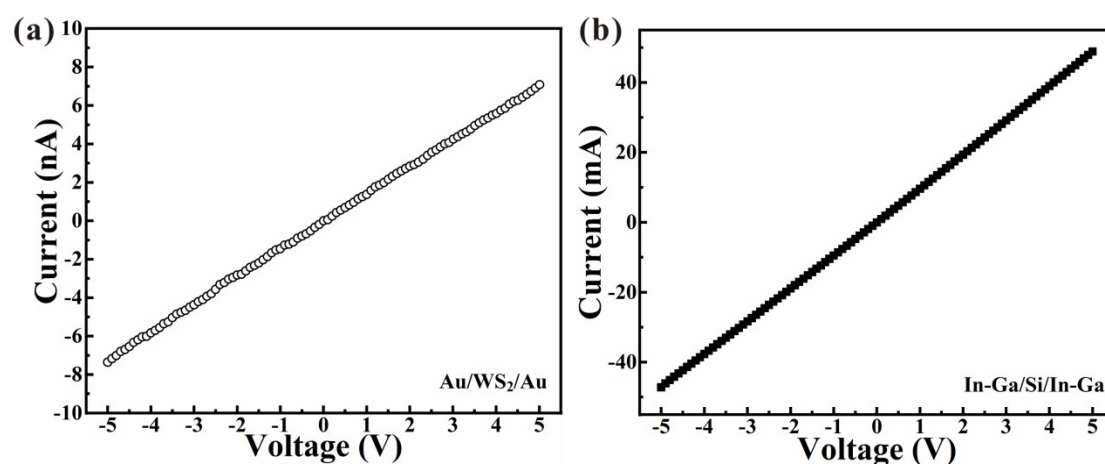 (a)
10
8
6
4
2
0
-2
-4
-6
-8
-10
Current (nA)
-5 -4 -3 -2 -1 0 1 2 3 4 5
Voltage (V)
Au/WS₂/Au
(b)
40
20
0
-20
-40
Current (mA)
-5 -4 -3 -2 -1 0 1 2 3 4 5
Voltage (V)
In-Ga/Si/In-Ga